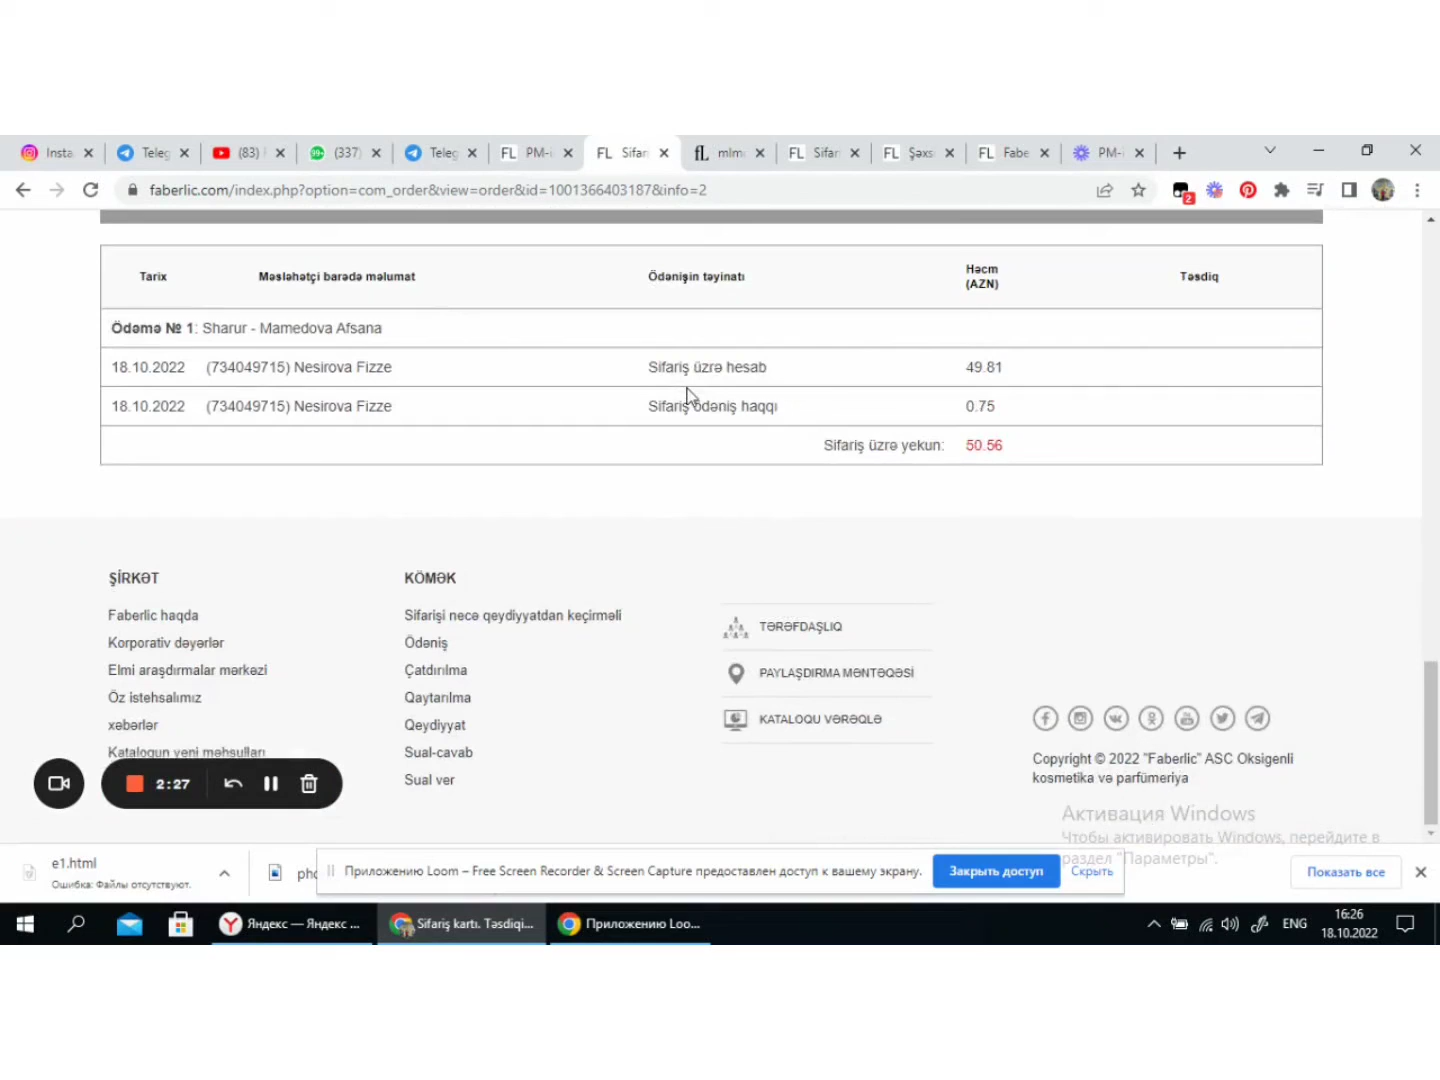 Insta
Teleg
(83)
(337)
Teleg
FL PM-i
FL Sifar
fL mlm
FL Sifar
FL Şəxs
FL Fabe
PM-
faberlic.com/index.php?option=com_order&view=order&id=1001366403187&info=2
2
Tarix Məsləhətçi barədə məlumat Ödənişin təyinatı Həcm (AZN) Təsdiq
Ödəmə № 1: Sharur - Mamedova Afsana
18.10.2022 (734049715) Nesirova Fizze Sifariş üzrə hesab 49.81
18.10.2022 (734049715) Nesirova Fizze Sifariş ödəniş haqqı 0.75
Sifariş üzrə yekun: 50.56
ŞİRKƏT
Faberlic haqda
Korporativ dəyərlər
Elmi araşdırmalar mərkəzi
Öz istehsalımız
xəbərlər
Kataloqun yeni məhsulları
KÖMƏK
Sifarişi necə qeydiyyatdan keçirməli
Ödəniş
Çatdırılma
Qaytarılma
Qeydiyyat
Sual-cavab
Sual ver
TƏRƏFDAŞLIQ
PAYLAŞDIRMA MƏNTƏQƏSİ
KATALOQU VƏRƏQLƏ
Copyright © 2022 "Faberlic" ASC Oksigenli
kosmetika və parfümeriya
2:27
Активация Windows
Чтобы активировать Windows, перейдите в
раздел "Параметры".
e1.html
Ошибка: Файлы отсутствуют.
pho
Приложению Loom – Free Screen Recorder & Screen Capture предоставлен доступ к вашему экрану.
Закрыть доступ
Скрыть
Показать все
Яндекс — Яндекс ...
Sifariş kartı. Təsdiqi...
Приложению Loo...
ENG
16:26
18.10.2022